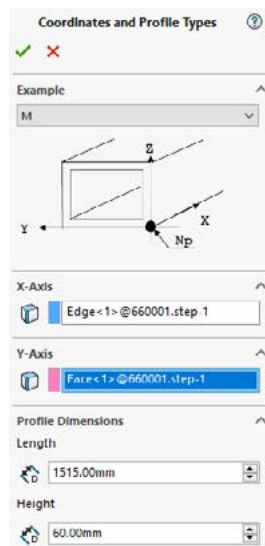 Coordinates and Profile Types
Example
M
Z
Y
X
Np
X-Axis
Edge<1>@660001.step-1
Y-Axis
Face<1>@660001.step-1
Profile Dimensions
Length
1515.00mm
Height
60.00mm